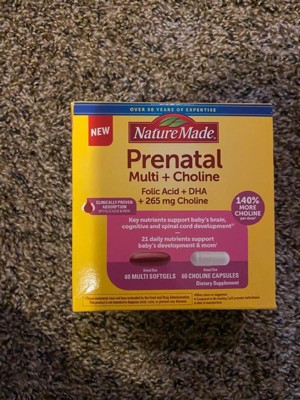 OVER 50 YEARS OF EXPERTISE
NEW
Nature Made®
Prenatal
Multi + Choline
Folic Acid + DHA
+ 265 mg Choline
CLINICALLY PROVEN
ABSORPTION
140%
MORE
CHOLINE
Key nutrients support baby's brain,
cognitive and spinal cord development
21 daily nutrients support
baby's development & mom
60 MULTI SOFTGELS
60 CHOLINE CAPSULES
Dietary Supplement